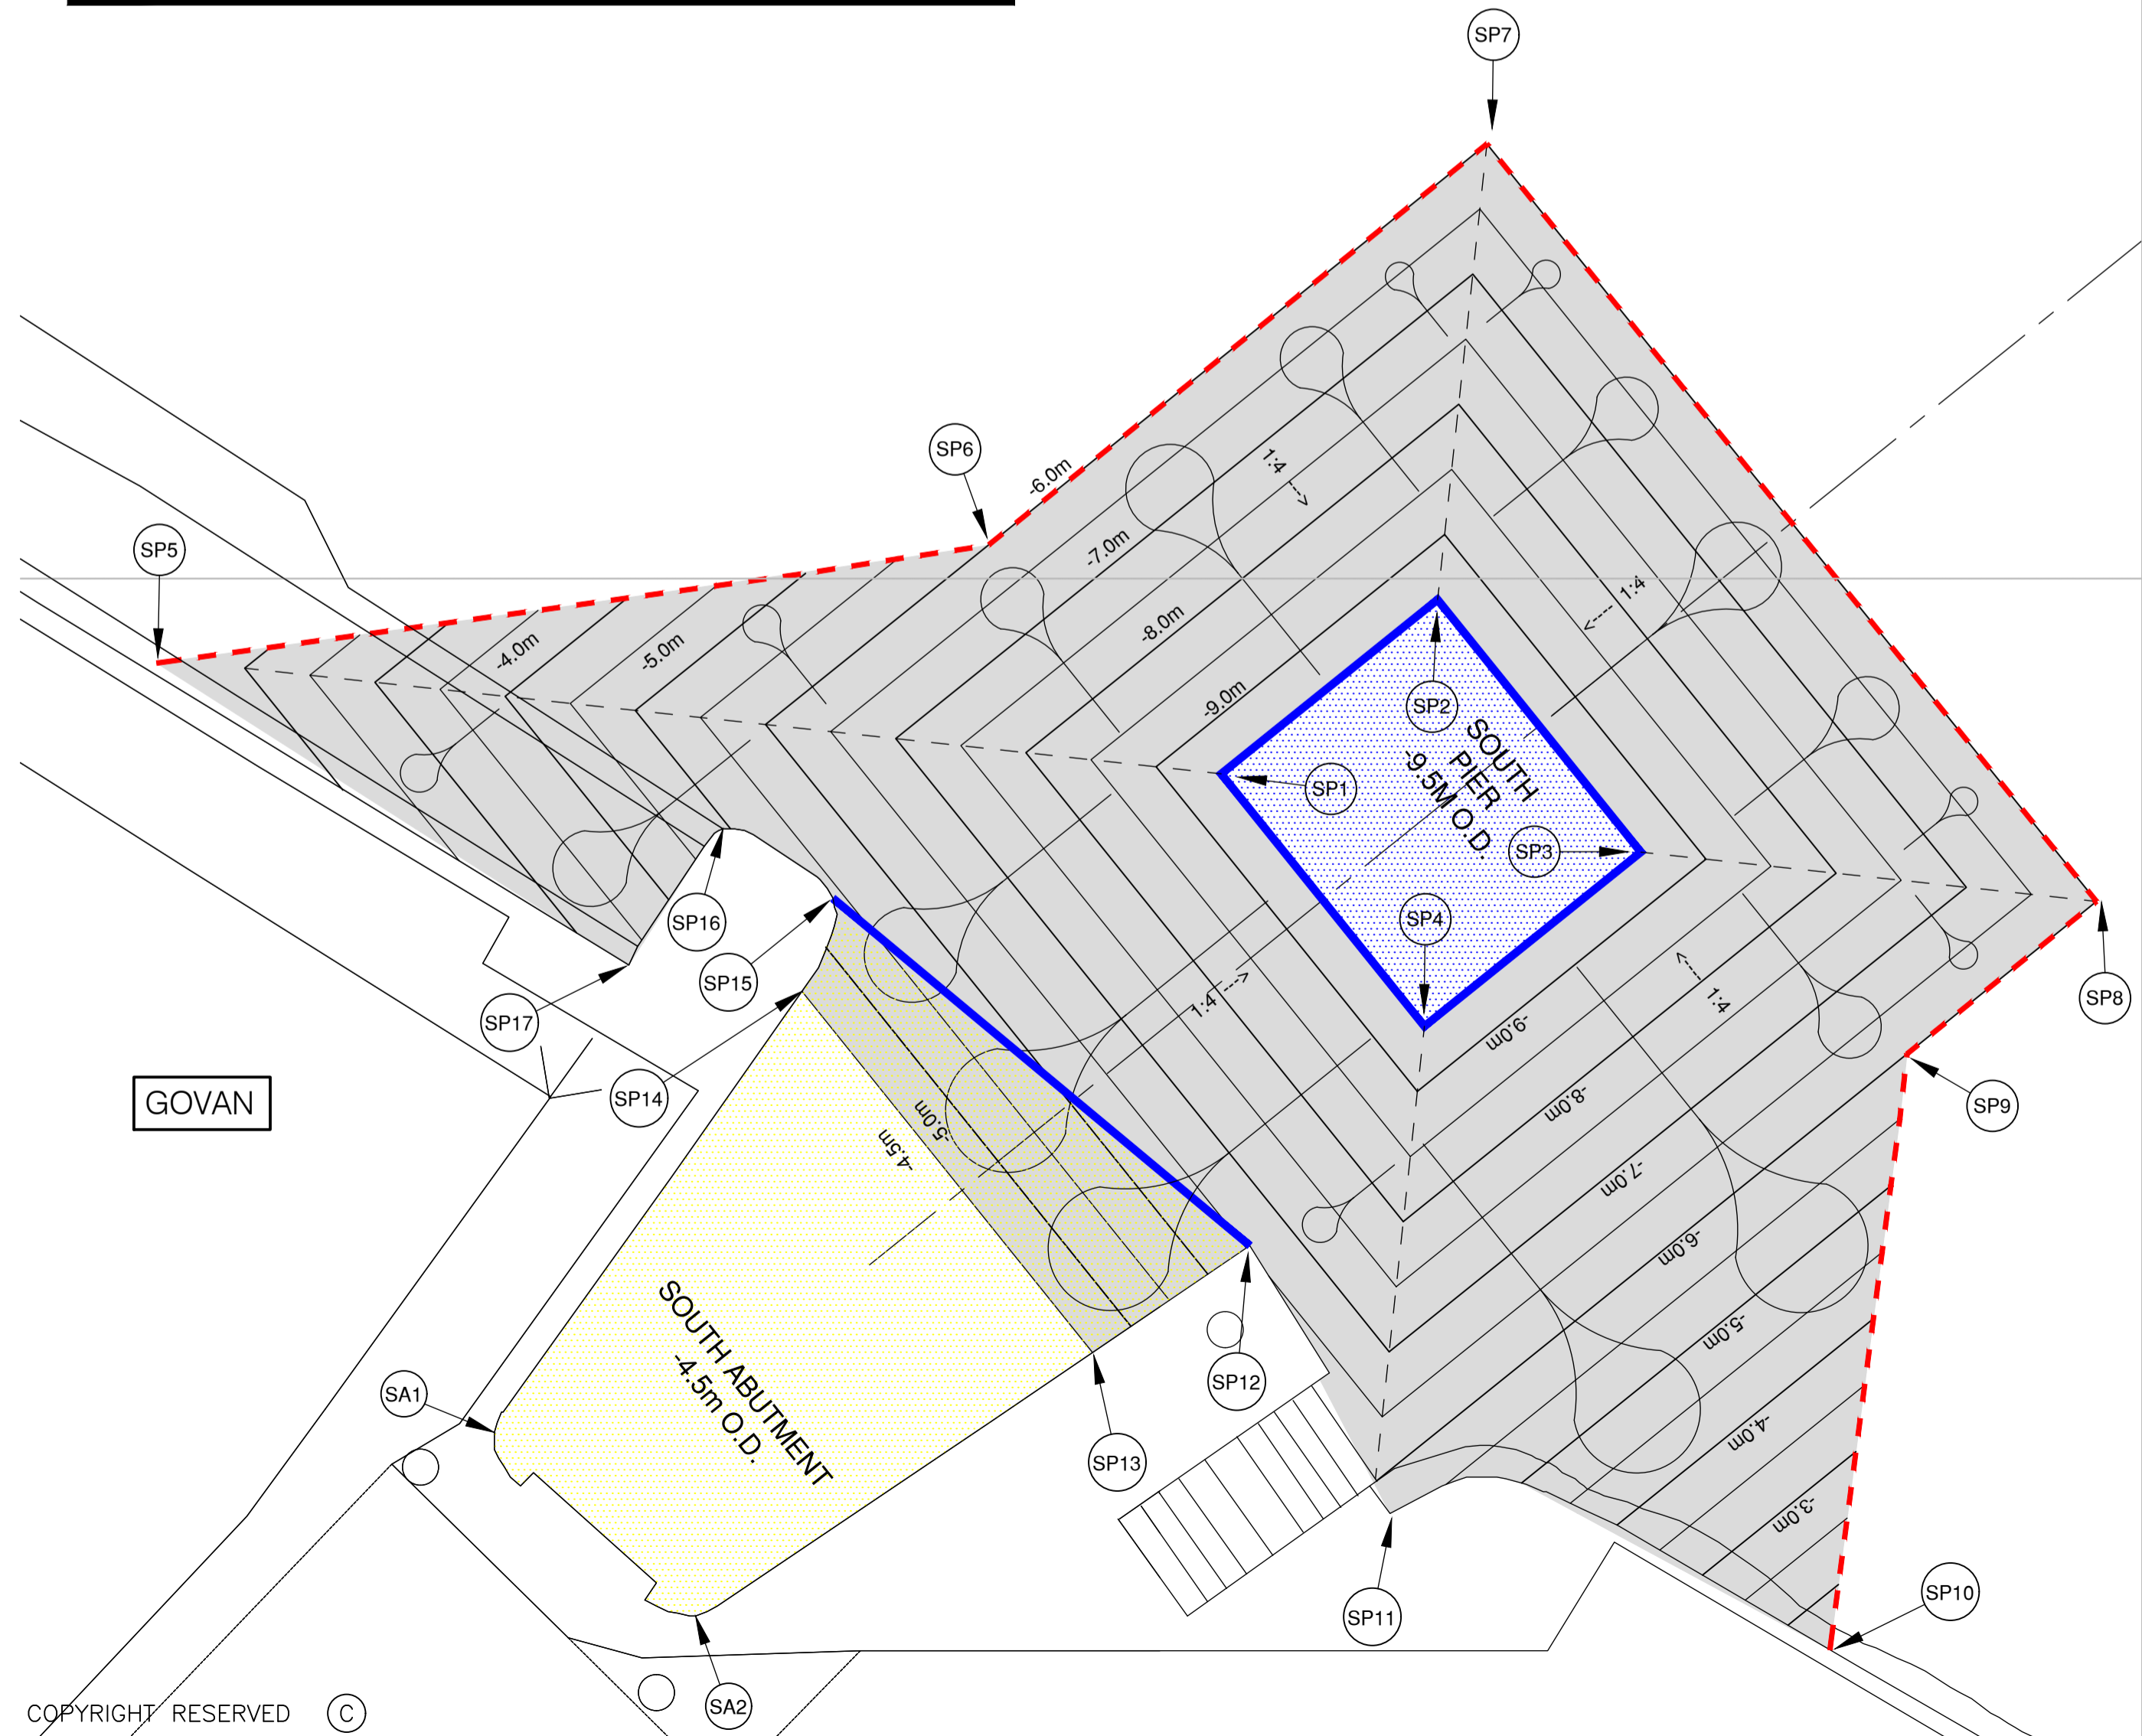 SP7
SP6
-6.0m
1:4
SP5
-7.0m
-4.0m
-5.0m
-8.0m
1:4
-9.0m
SP2
SOUTH
PIER
-9.5M O.D.
SP1
SP3
SP4
SP16
SP15
SP17
1:4
1:4
SP8
-9.0m
GOVAN
SP14
-5.0m
-4.5m
-8.0m
SP9
-7.0m
-6.0m
-5.0m
SOUTH ABUTMENT
-4.5m O.D.
SA1
SP12
SP13
-4.0m
-3.0m
SP11
SP10
SA2
COPYRIGHT RESERVED C